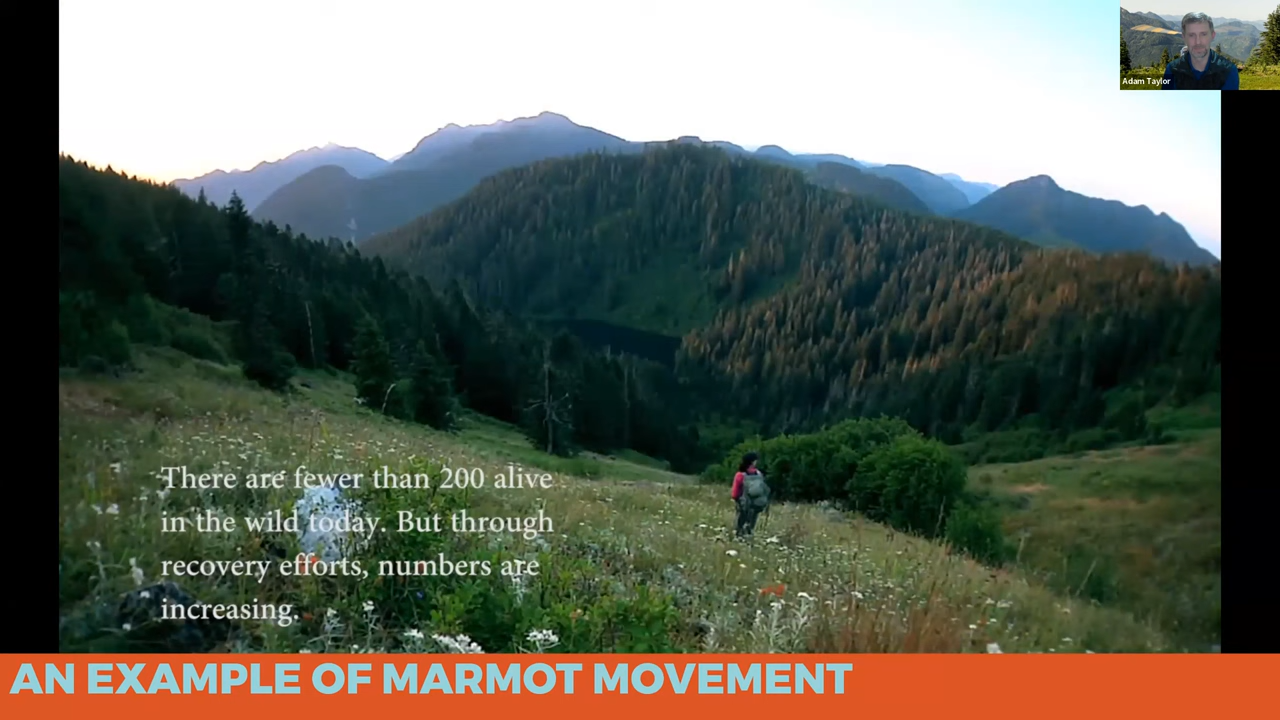 Adam Taylor
There are fewer than 200 alive
in the wild today. But through
recovery efforts, numbers are
increasing.
AN EXAMPLE OF MARMOT MOVEMENT